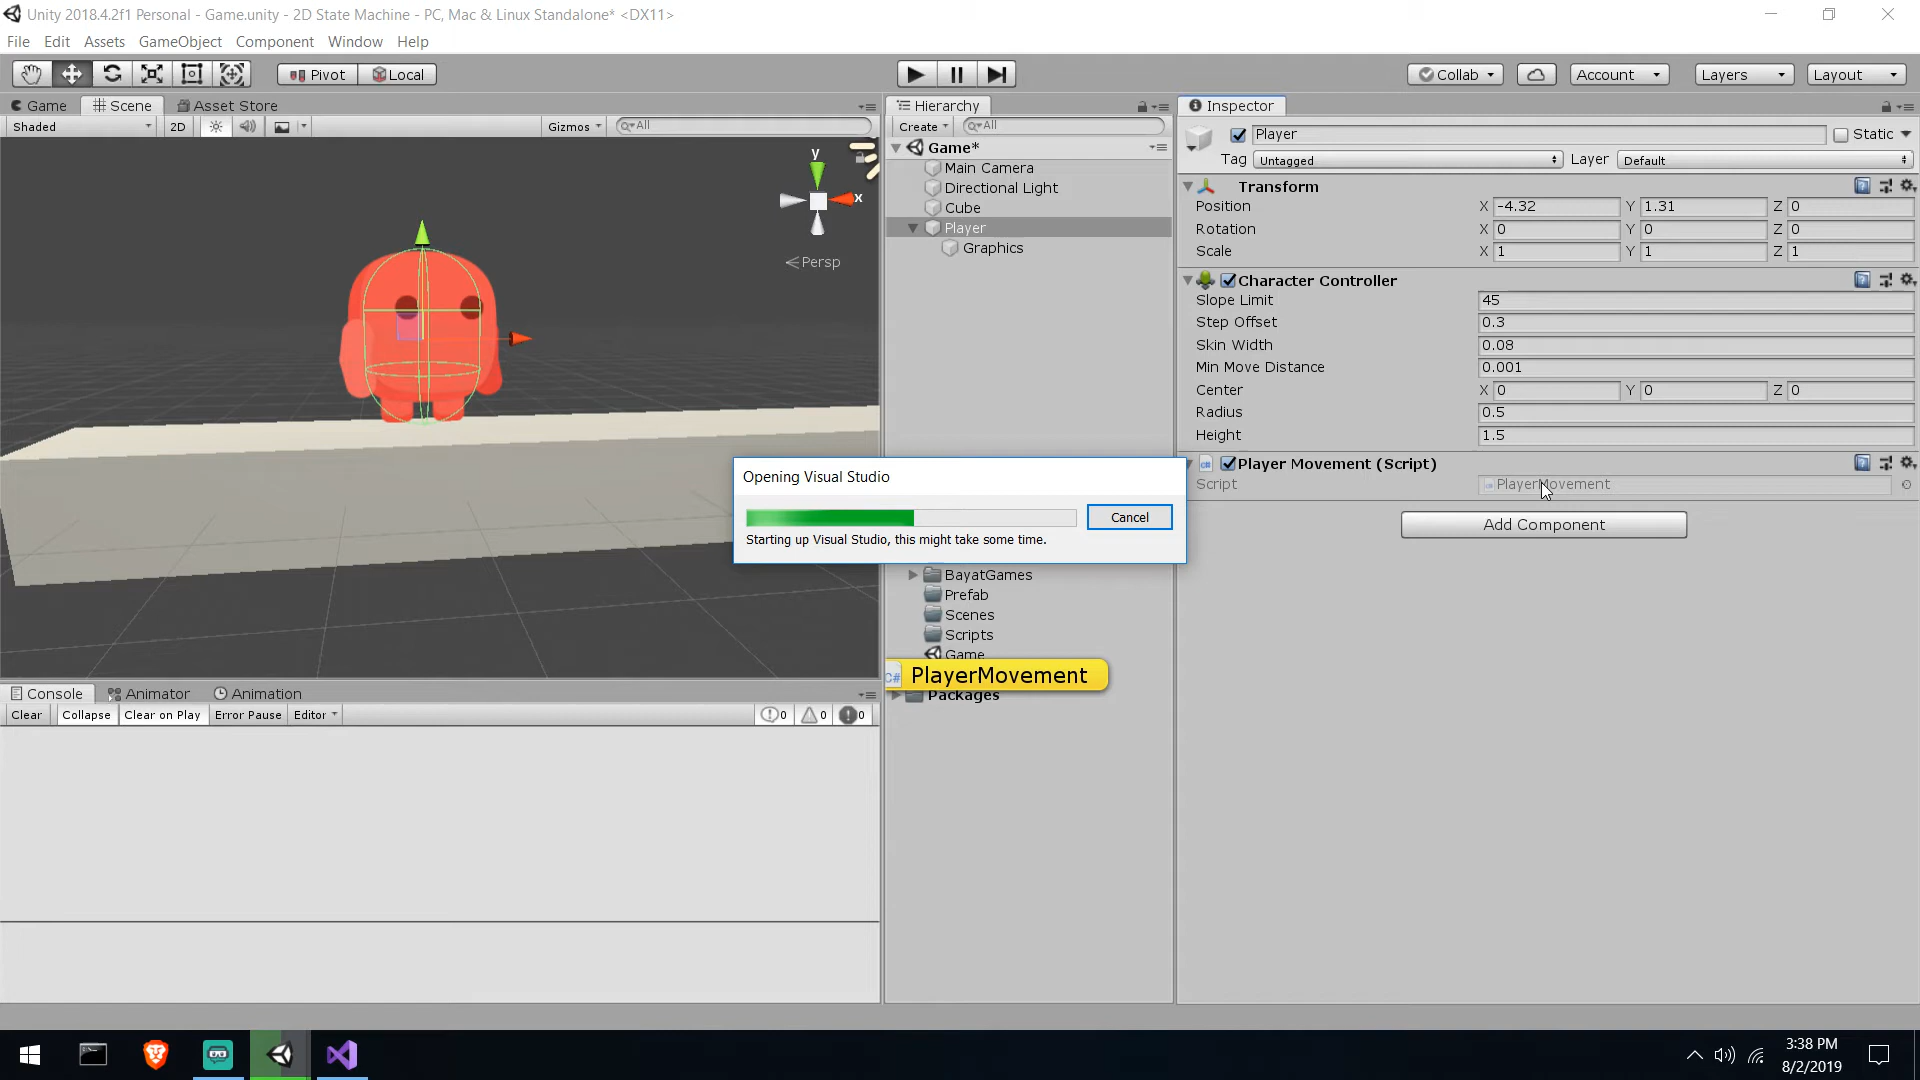 Unity 2018.4.2f1 Personal - Game.unity - 2D State Machine - PC, Mac & Linux Standalone* <DX11>
File Edit Assets GameObject Component Window Help
Pivot Local Collab Account Layers Layout
Game Scene Asset Store
Shaded 2D Gizmos All
y
x
Persp
Console Animator Animation
Clear Collapse Clear on Play Error Pause Editor 0 0 0
Hierarchy
Create All
Game*
Main Camera
Directional Light
Cube
Player
Graphics
BayatGames
Prefab
Scenes
Scripts
Game
C# PlayerMovement
Packages
Opening Visual Studio
Cancel
Starting up Visual Studio, this might take some time.
Inspector
Player Static
Tag Untagged Layer Default
Transform
Position X -4.32 Y 1.31 Z 0
Rotation X 0 Y 0 Z 0
Scale X 1 Y 1 Z 1
Character Controller
Slope Limit 45
Step Offset 0.3
Skin Width 0.08
Min Move Distance 0.001
Center X 0 Y 0 Z 0
Radius 0.5
Height 1.5
Player Movement (Script)
Script PlayerMovement
Add Component
3:38 PM
8/2/2019